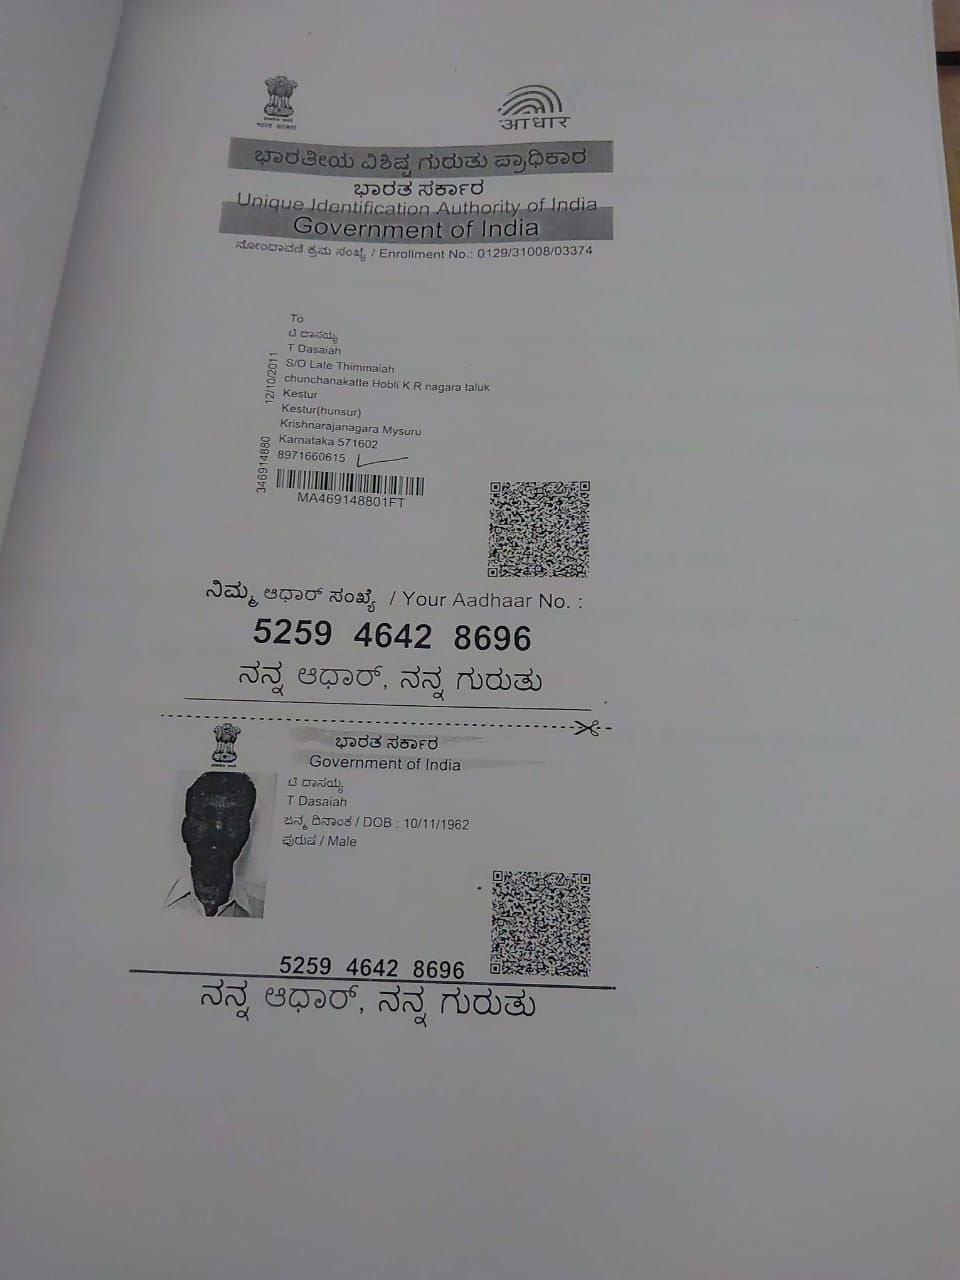 भारत सरकार
आधार
ಭಾರತೀಯ ವಿಶಿಷ್ಟ ಗುರುತು ಪ್ರಾಧಿಕಾರ
ಭಾರತ ಸರ್ಕಾರ
Unique Identification Authority of India
Government of India
ನೋಂದಾವಣಿ ಕ್ರಮ ಸಂಖ್ಯೆ / Enrollment No.: 0129/31008/03374
To
ಟಿ ದಾಸಯ್ಯ
T Dasaiah
S/O Late Thimmaiah
chunchanakatte Hobli K R nagara taluk
Kestur
Kestur(hunsur)
Krishnarajanagara Mysuru
Karnataka 571602
8971660615
12/10/2011
346914880
MA469148801FT
ನಿಮ್ಮ ಆಧಾರ್ ಸಂಖ್ಯೆ / Your Aadhaar No. :
5259 4642 8696
ನನ್ನ ಆಧಾರ್, ನನ್ನ ಗುರುತು
ಭಾರತ ಸರ್ಕಾರ
Government of India
ಟಿ ದಾಸಯ್ಯ
T Dasaiah
ಜನ್ಮ ದಿನಾಂಕ / DOB : 10/11/1962
ಪುರುಷ / Male
5259 4642 8696
ನನ್ನ ಆಧಾರ್, ನನ್ನ ಗುರುತು